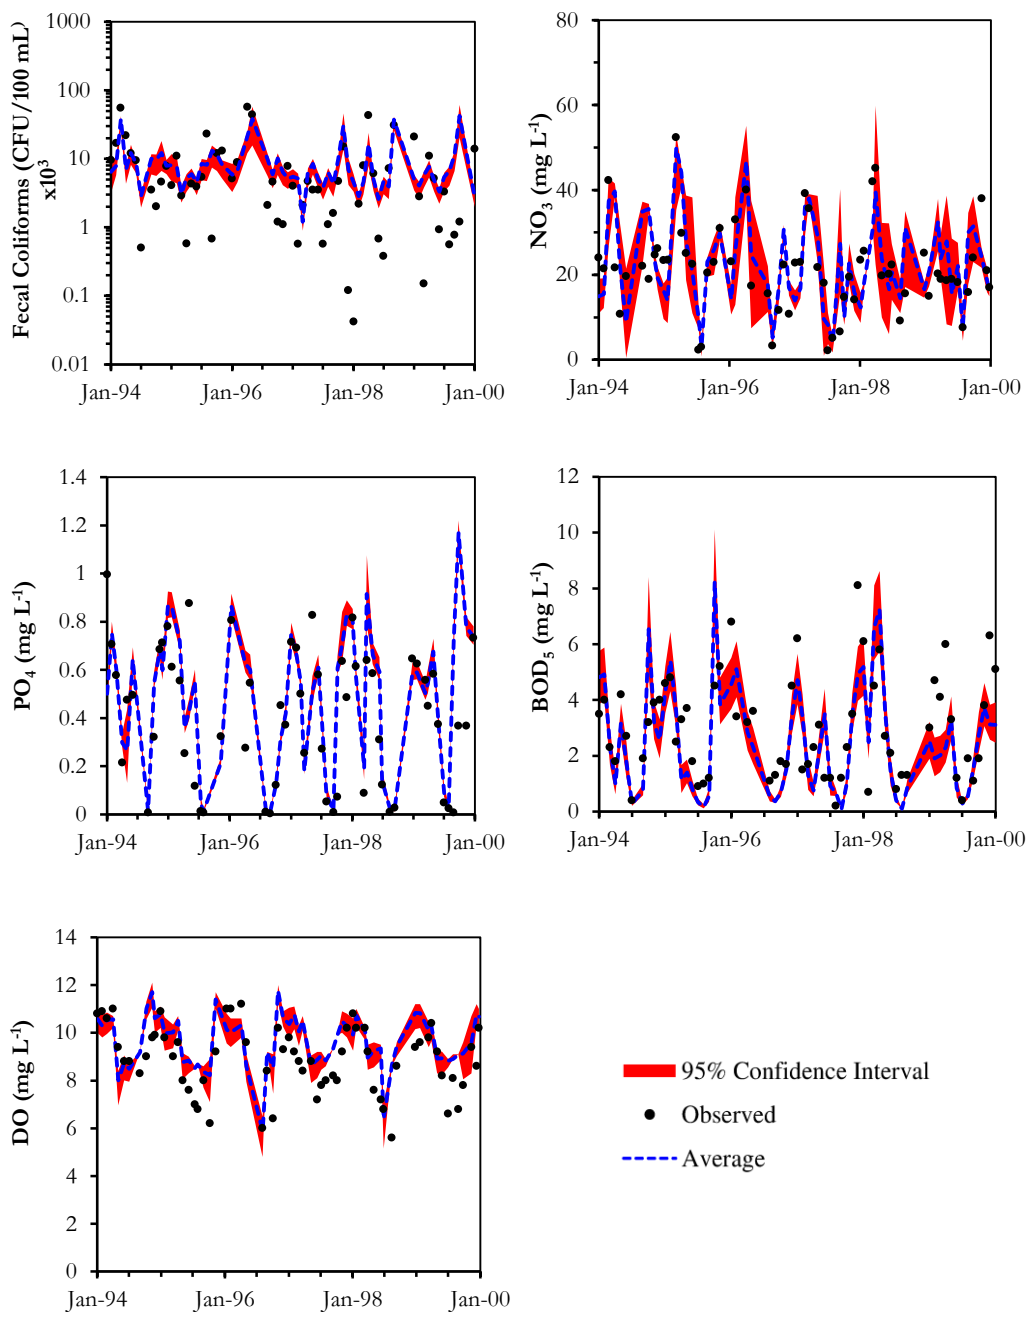 Fecal Coliforms (CFU/100 mL)
x10³
1000
100
10
1
0.1
0.01
Jan-94
Jan-96
Jan-98
Jan-00
NO₃ (mg L⁻¹)
80
60
40
20
0
Jan-94
Jan-96
Jan-98
Jan-00
PO₄ (mg L⁻¹)
1.4
1.2
1
0.8
0.6
0.4
0.2
0
Jan-94
Jan-96
Jan-98
Jan-00
BOD₅ (mg L⁻¹)
12
10
8
6
4
2
0
Jan-94
Jan-96
Jan-98
Jan-00
DO (mg L⁻¹)
14
12
10
8
6
4
2
0
Jan-94
Jan-96
Jan-98
Jan-00
95% Confidence Interval
Observed
Average